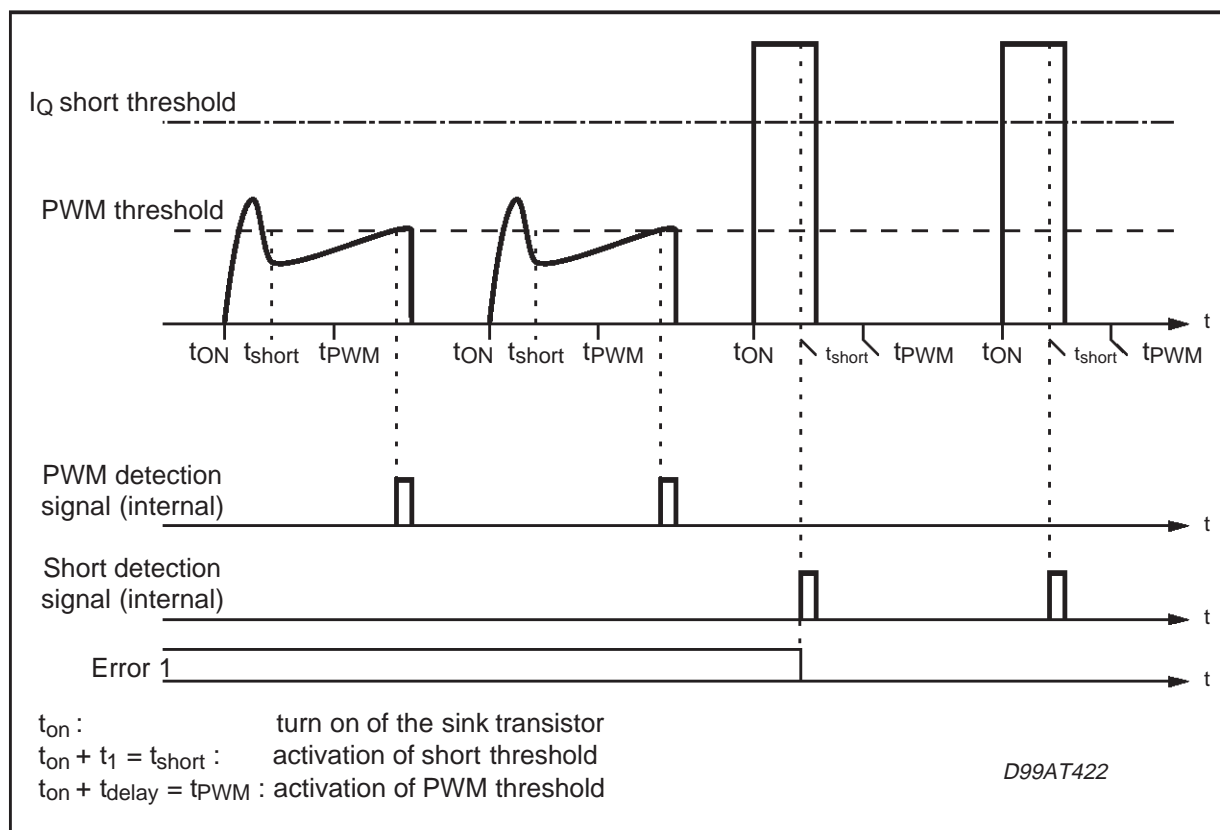 IQ short threshold
PWM threshold
t
tON tshort tPWM tON tshort tPWM tON tshort tPWM tON tshort tPWM
PWM detection
signal (internal)
t
Short detection
signal (internal)
t
Error 1
t
ton : turn on of the sink transistor
ton + t1 = tshort : activation of short threshold
ton + tdelay = tPWM : activation of PWM threshold
D99AT422